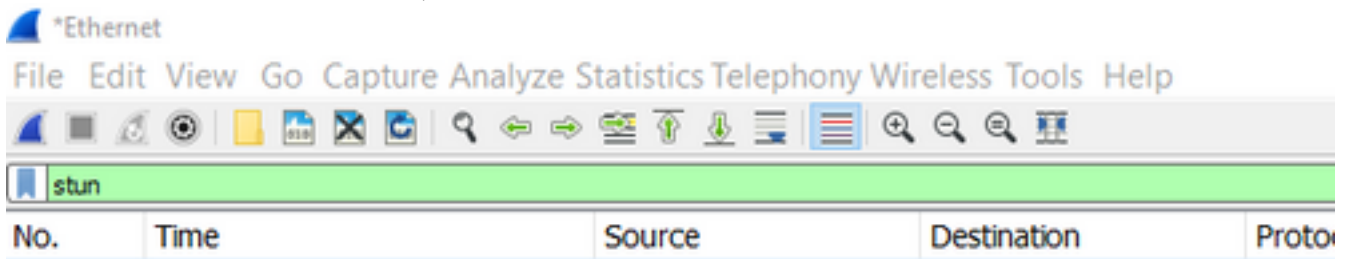 *Ethernet
File Edit View Go Capture Analyze Statistics Telephony Wireless Tools Help
stun
No. Time Source Destination